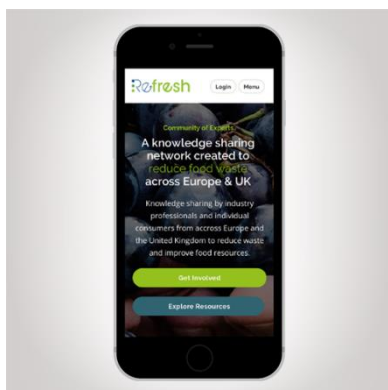 Refresh
Login
Menu
Community of Experts
A knowledge sharing
network created to
reduce food waste
across Europe & UK
Knowledge sharing by industry
professionals and individual
consumers from accross Europe and
the United Kingdom to reduce waste
and improve food resources.
Get Involved
Explore Resources